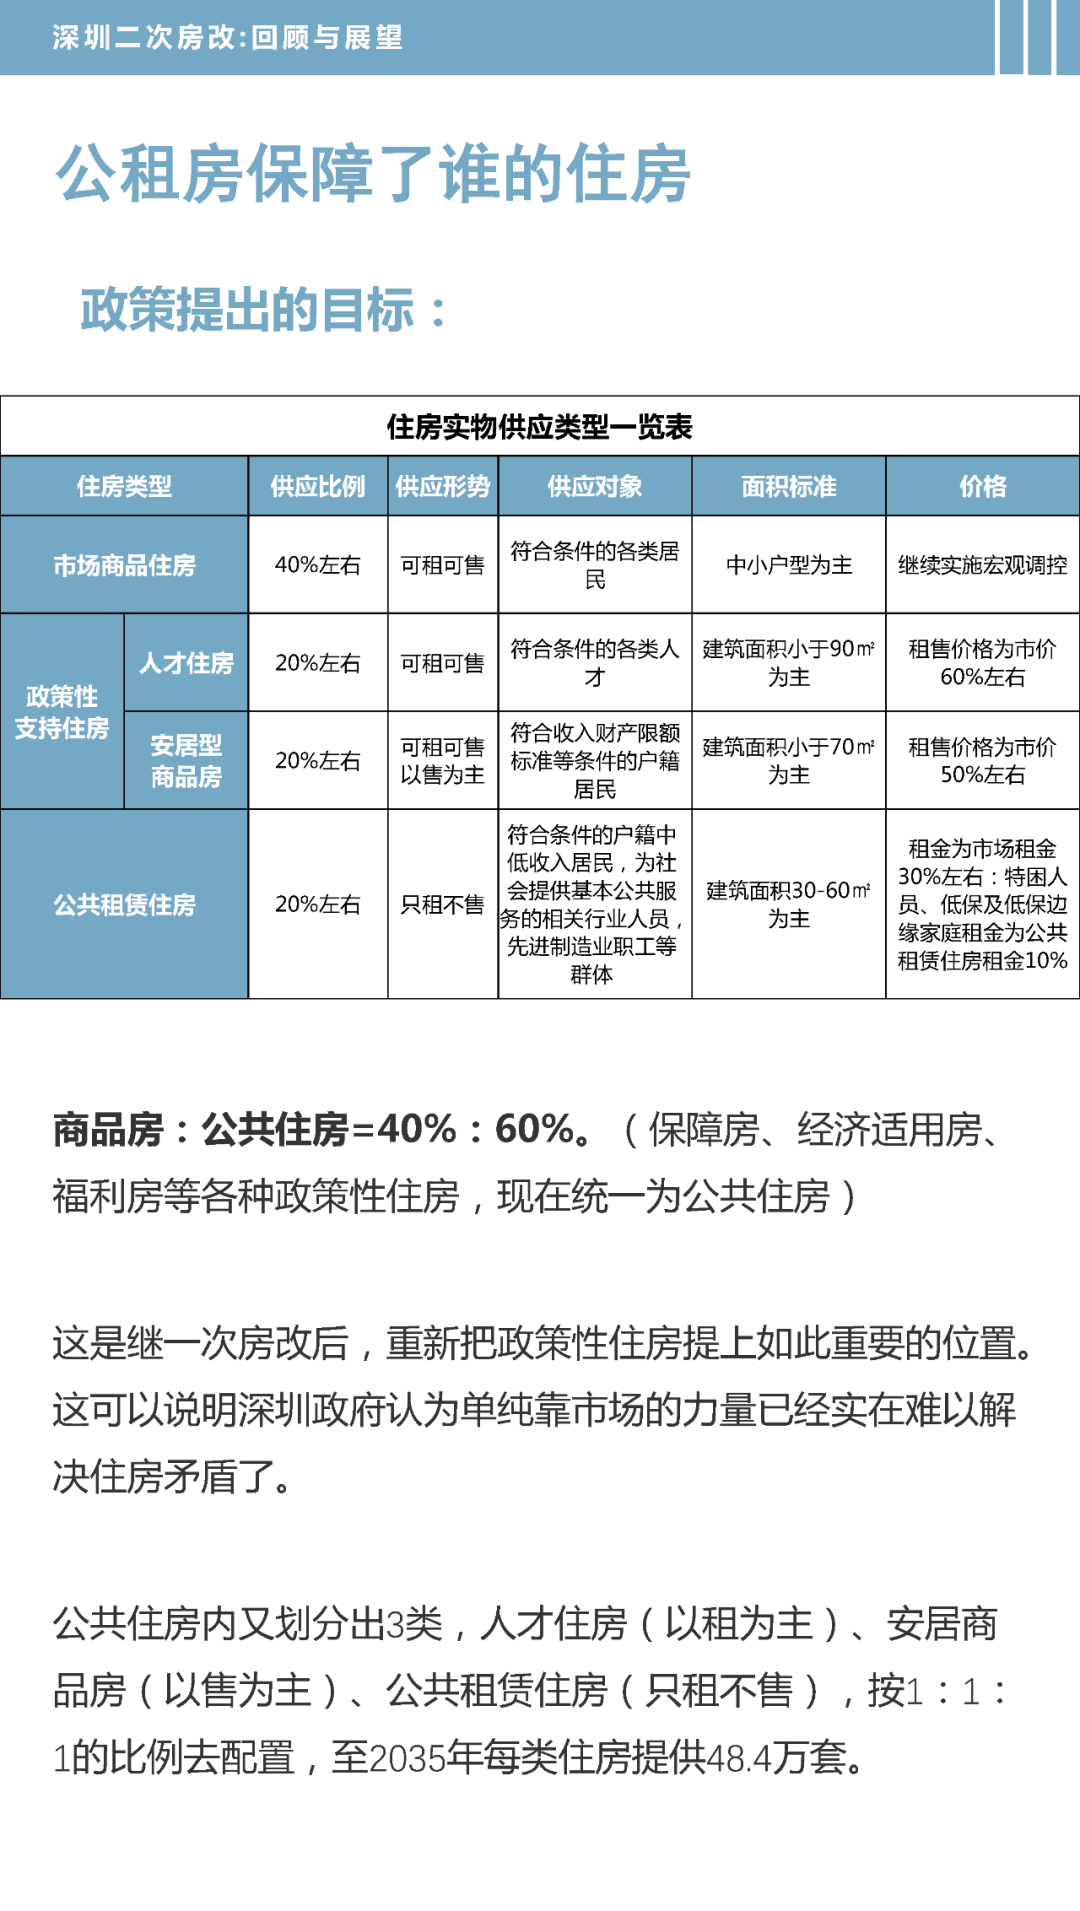 深圳二次房改:回顾与展望
公租房保障了谁的住房
政策提出的目标：
住房实物供应类型一览表
住房类型 供应比例 供应形势 供应对象 面积标准 价格
市场商品住房 40%左右 可租可售 符合条件的各类居
民
中小户型为主 继续实施宏观调控
政策性
支持住房
人才住房 20%左右 可租可售 符合条件的各类人
才
建筑面积小于90㎡
为主
租售价格为市价
60%左右
安居型
商品房
20%左右 可租可售
以售为主
符合收入财产限额
标准等条件的户籍
居民
建筑面积小于70㎡
为主
租售价格为市价
50%左右
公共租赁住房 20%左右 只租不售
符合条件的户籍中
低收入居民，为社
会提供基本公共服
务的相关行业人员，
先进制造业职工等
群体
建筑面积30-60㎡
为主
租金为市场租金
30%左右：特困人
员、低保及低保边
缘家庭租金为公共
租赁住房租金10%
商品房：公共住房=40%：60%。（保障房、经济适用房、
福利房等各种政策性住房，现在统一为公共住房）
这是继一次房改后，重新把政策性住房提上如此重要的位置。
这可以说明深圳政府认为单纯靠市场的力量已经实在难以解
决住房矛盾了。
公共住房内又划分出3类，人才住房（以租为主）、安居商
品房（以售为主）、公共租赁住房（只租不售），按1：1：
1的比例去配置，至2035年每类住房提供48.4万套。